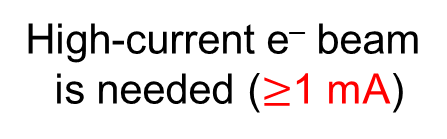 High-current e⁻ beam
is needed (≥1 mA)